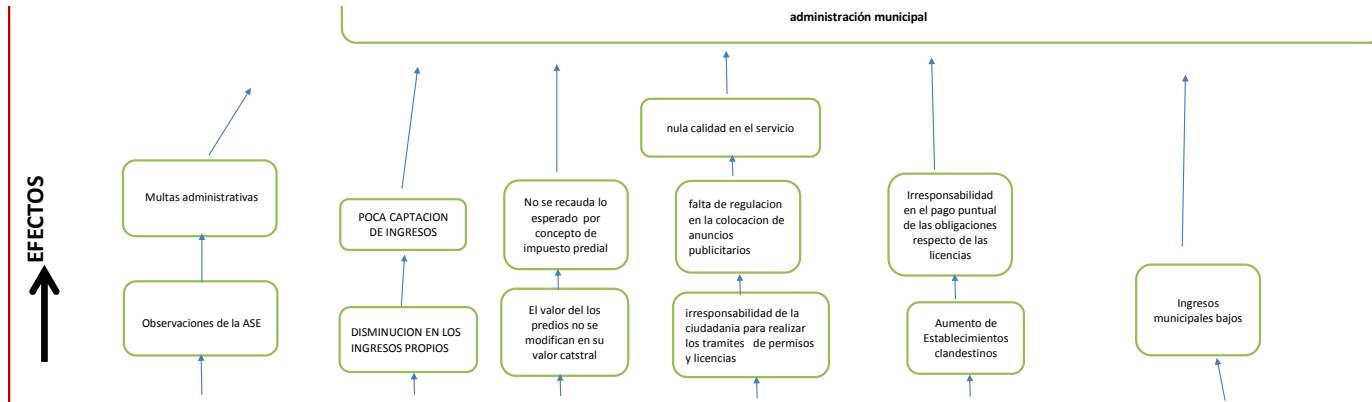 administración municipal
nula calidad en el servicio
EFECTOS
Multas administrativas
POCA CAPTACION
DE INGRESOS
No se recauda lo
esperado por
concepto de
impuesto predial
falta de regulacion
en la colocacion de
anuncios
publicitarios
Irresponsabilidad
en el pago puntual
de las obligaciones
respecto de las
licencias
Observaciones de la ASE
DISMINUCION EN LOS
INGRESOS PROPIOS
El valor del los
predios no se
modifican en su
valor catstral
irresponsabilidad de la
ciudadania para realizar
los tramites de permisos
y licencias
Aumento de
Establecimientos
clandestinos
Ingresos
municipales bajos